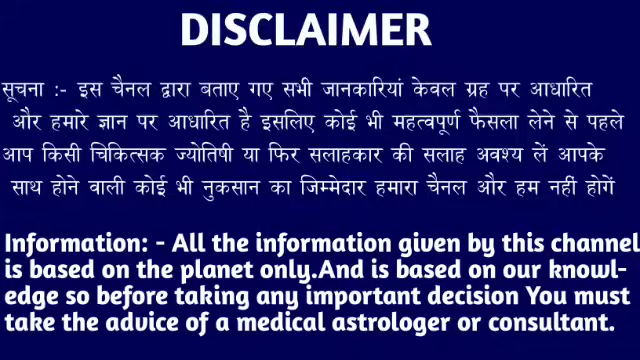 DISCLAIMER
सूचना :- इस चैनल द्वारा बताए गए सभी जानकारियां केवल ग्रह पर आधारित
और हमारे ज्ञान पर आधारित है इसलिए कोई भी महत्वपूर्ण फैसला लेने से पहले
आप किसी चिकित्सक ज्योतिषी या फिर सलाहकार की सलाह अवश्य लें आपके
साथ होने वाली कोई भी नुकसान का जिम्मेदार हमारा चैनल और हम नहीं होगें
Information: - All the information given by this channel
is based on the planet only.And is based on our knowl-
edge so before taking any important decision You must
take the advice of a medical astrologer or consultant.